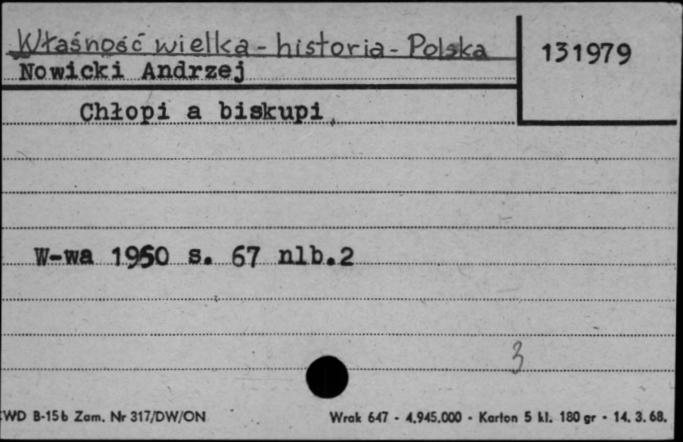 Własność wielka - historia - Polska
131979
Nowicki Andrzej
Chłopi a biskupi.
W-wa 1950 s. 67 nlb.2
3
WD B-15b Zam. Nr 317/DW/ON
Wrak 647 - 4.945.000 - Karton 5 kl. 180 gr - 14. 3. 68.